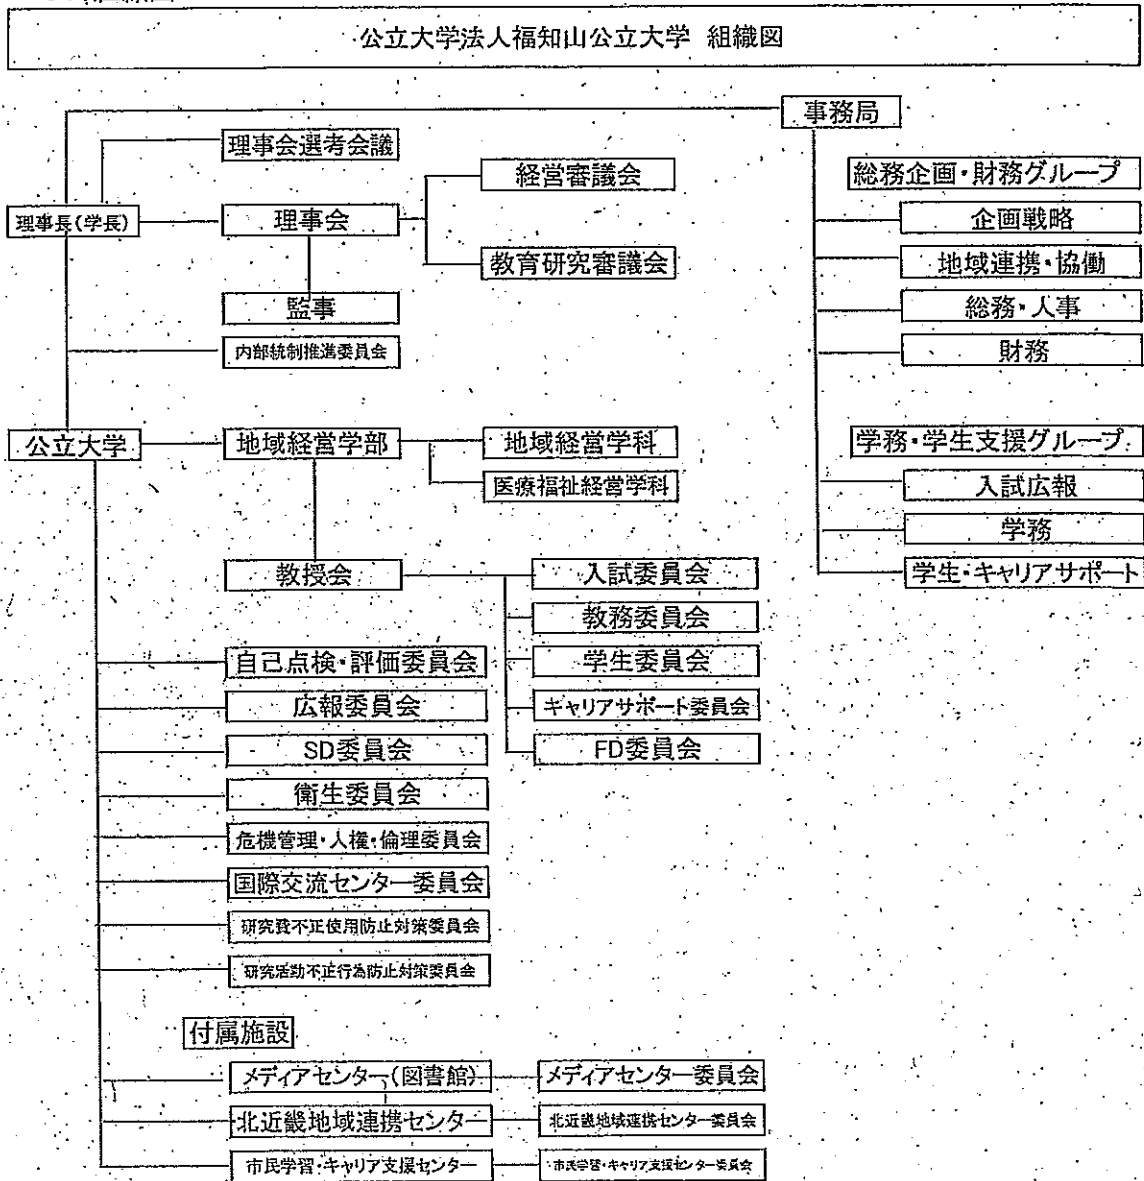 公立大学法人福知山公立大学 組織図
事務局
理事会選考会議
経営審議会
総務企画・財務グループ
理事長(学長)
理事会
企画戦略
教育研究審議会
地域連携・協働
監事
総務・人事
内部統制推進委員会
財務
公立大学
地域経営学部
地域経営学科
学務・学生支援グループ
医療福祉経営学科
入試広報
学務
教授会
入試委員会
学生・キャリアサポート
教務委員会
自己点検・評価委員会
学生委員会
広報委員会
キャリアサポート委員会
SD委員会
FD委員会
衛生委員会
危機管理・人権・倫理委員会
国際交流センター委員会
研究費不正使用防止対策委員会
研究活動不正行為防止対策委員会
付属施設
メディアセンター(図書館)
メディアセンター委員会
北近畿地域連携センター
北近畿地域連携センター委員会
市民学習・キャリア支援センター
市民学習・キャリア支援センター委員会